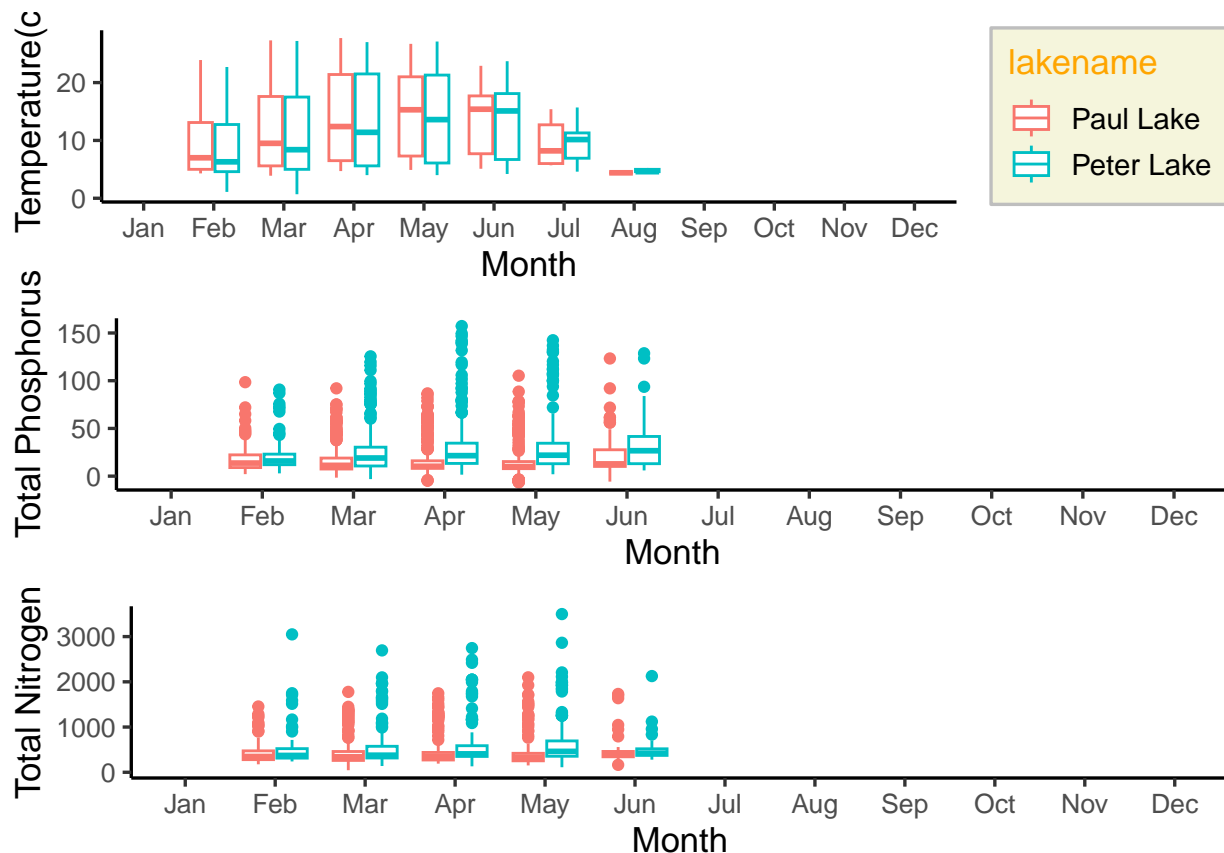 Temperature(c
20
10
0
Jan Feb Mar Apr May Jun Jul Aug Sep Oct Nov Dec
Month
lakename
Paul Lake
Peter Lake
Total Phosphorus
150
100
50
0
Jan Feb Mar Apr May Jun Jul Aug Sep Oct Nov Dec
Month
Total Nitrogen
3000
2000
1000
0
Jan Feb Mar Apr May Jun Jul Aug Sep Oct Nov Dec
Month